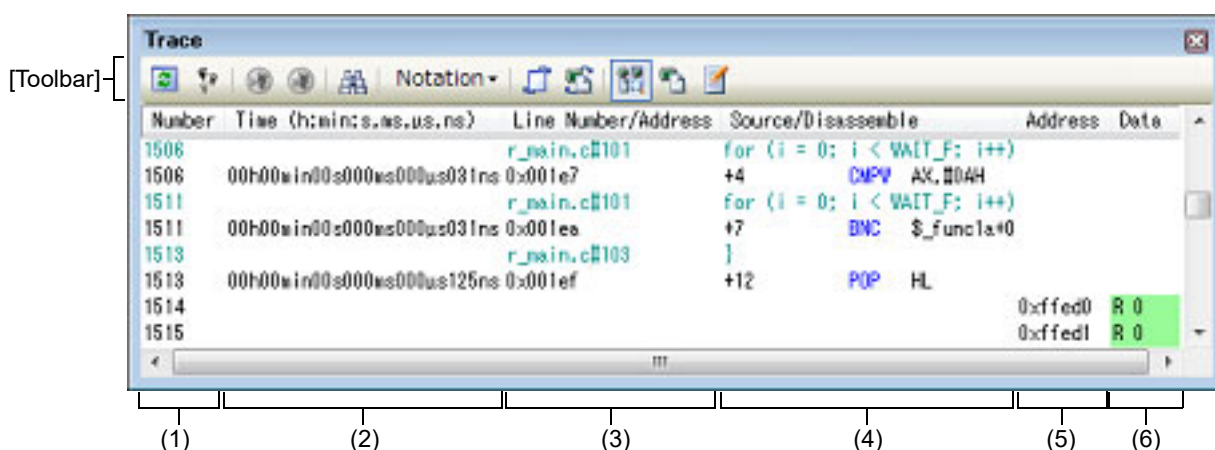 Trace
[Toolbar]
Notation
Number Time (h:min:s.ms.μs.ns) Line Number/Address Source/Disassemble Address Data
1506 r_main.c#101 for (i = 0; i < WAIT_F; i++)
1506 00h00min00s000ms000μs031ns 0x001e7 +4 CMPW AX,#0AH
1511 r_main.c#101 for (i = 0; i < WAIT_F; i++)
1511 00h00min00s000ms000μs031ns 0x001ea +7 BNC $_func1a+0
1513 r_main.c#103 }
1513 00h00min00s000ms000μs125ns 0x001ef +12 POP HL
1514 0xffed0 R 0
1515 0xffed1 R 0
(1) (2) (3) (4) (5) (6)